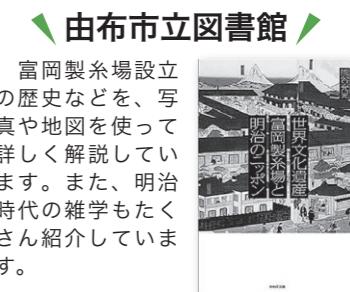 由布市立図書館
富岡製糸場設立
の歴史などを、写
真や地図を使って
詳しく解説してい
ます。また、明治
時代の雑学もたく
さん紹介していま
す。
世界文化遺産
富岡製糸場と
明治のニッポン